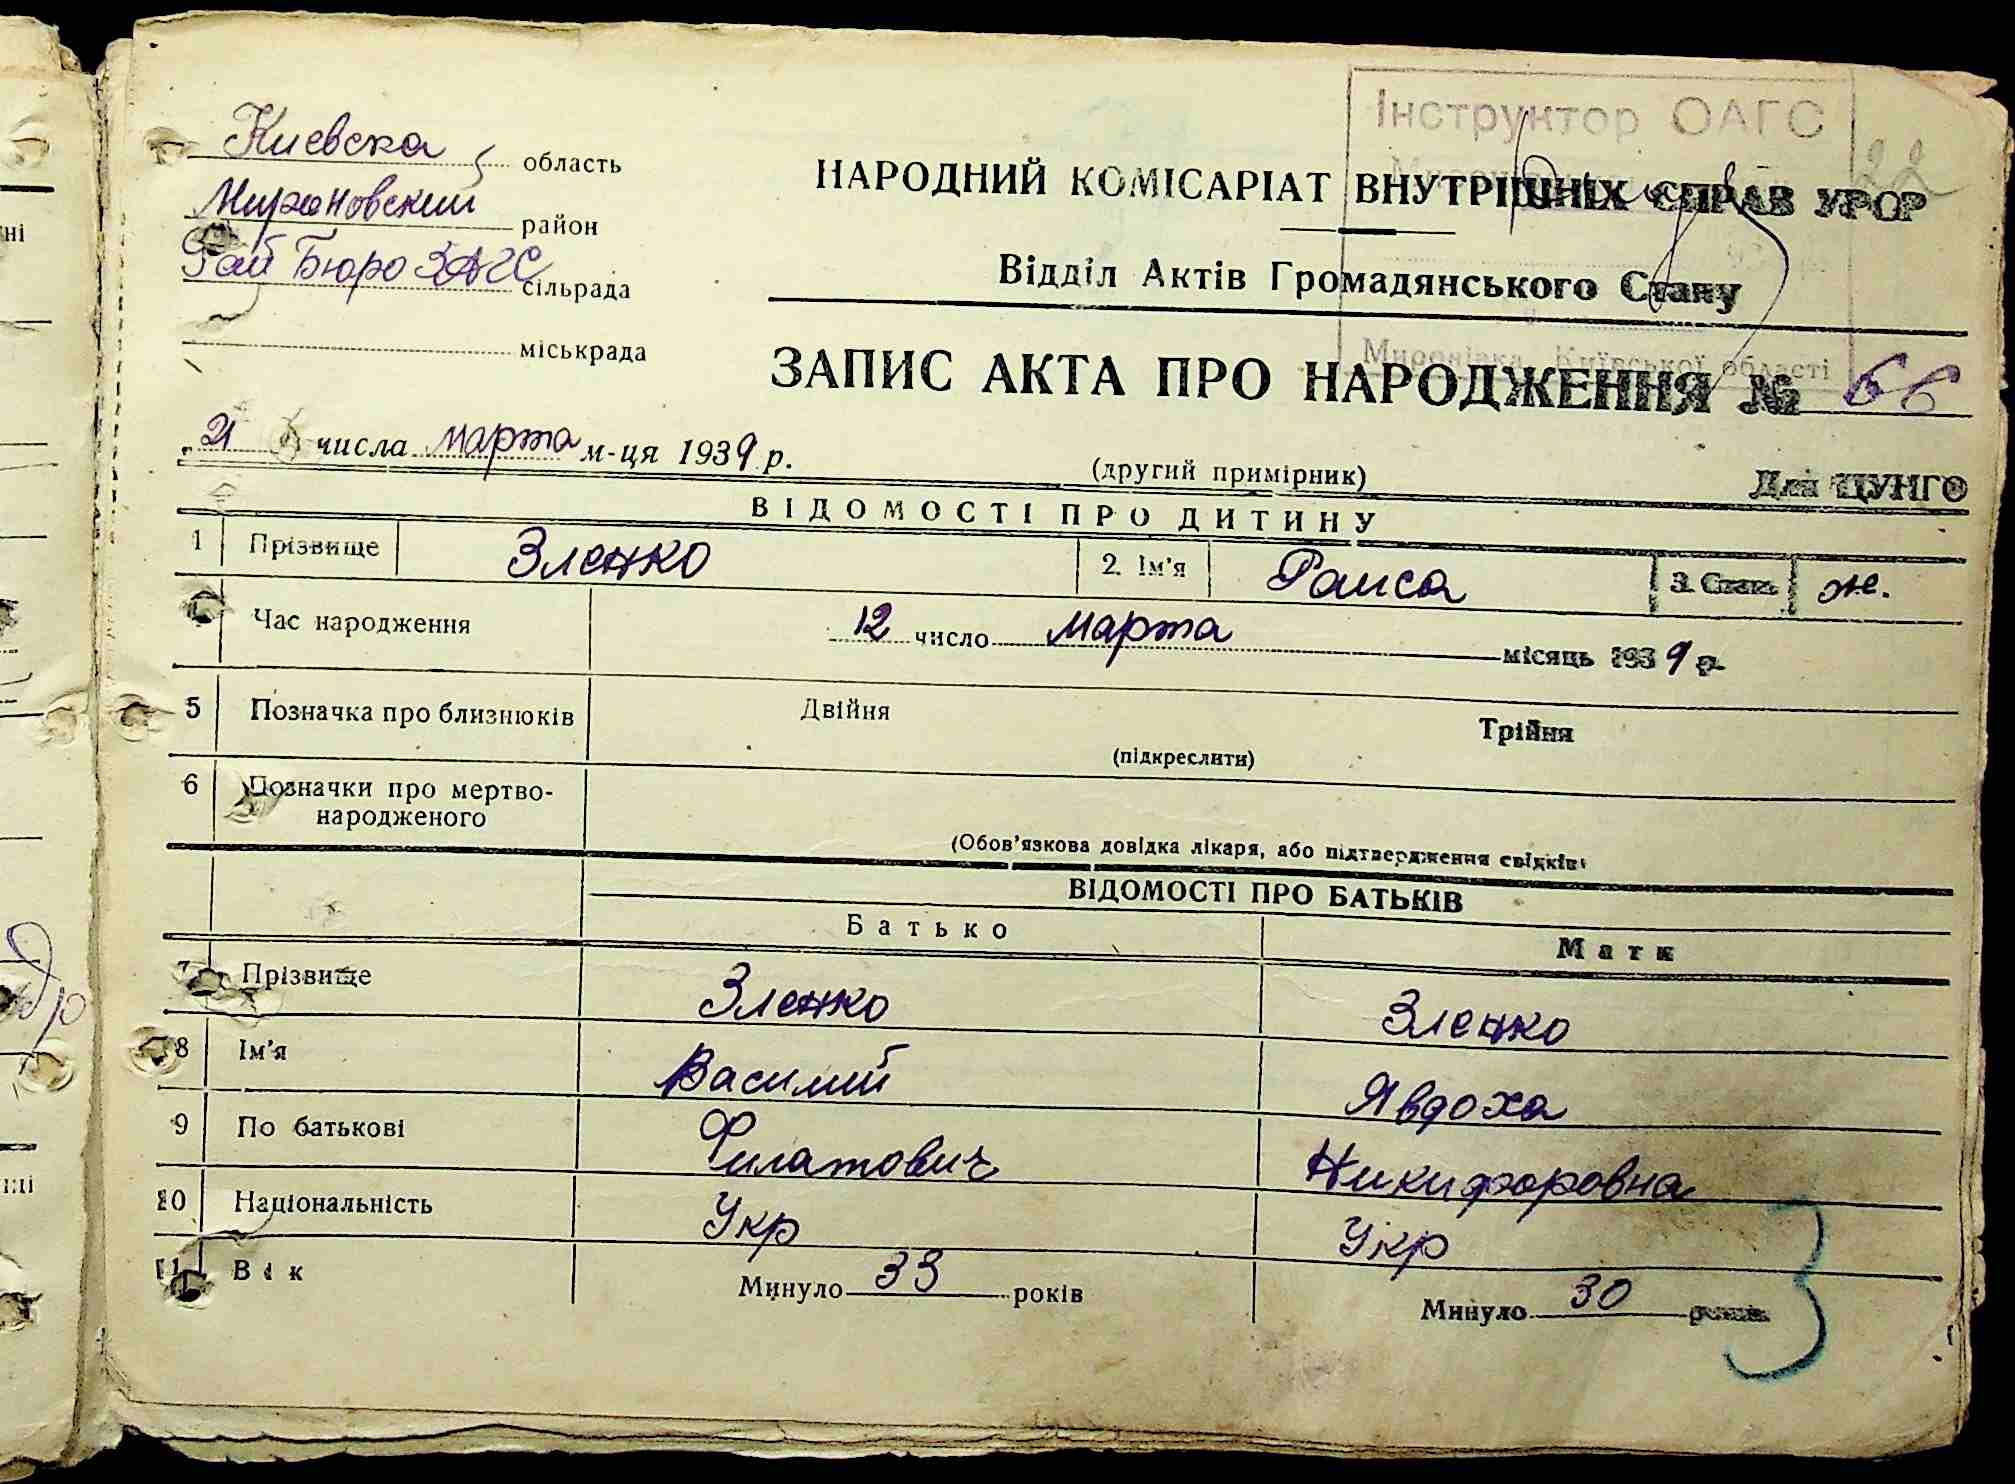 Інструктор ОАГС
22
Киевска область
Мироновский район
Рай Бюро ЗАГС сільрада
міськрада
НАРОДНИЙ КОМІСАРІАТ ВНУТРІШНІХ СПРАВ УРСР
Відділ Актів Громадянського Стану
Миронівка, Київської області
ЗАПИС АКТА ПРО НАРОДЖЕННЯ № 66
„21 числа марта м-ця 1939 р.
(другий примірник)
Для ЦУНГО
ВІДОМОСТІ ПРО ДИТИНУ
1 Прізвище Зленко 2. Ім'я Раиса 3. Стать ж.
Час народження 12 число марта місяць 1939 р.
5 Позначка про близнюків Двійня Трійня
(підкреслити)
6 Позначки про мертво-
народженого
(Обов'язкова довідка лікаря, або підтвердження свідків)
ВІДОМОСТІ ПРО БАТЬКІВ
Батько Мати
7 Прізвище Зленко Зленко
8 Ім'я Василий Явдоха
9 По батькові Филатович Никифоровна
10 Національність Укр Укр
11 Вік Минуло 33 років Минуло 30 років
3